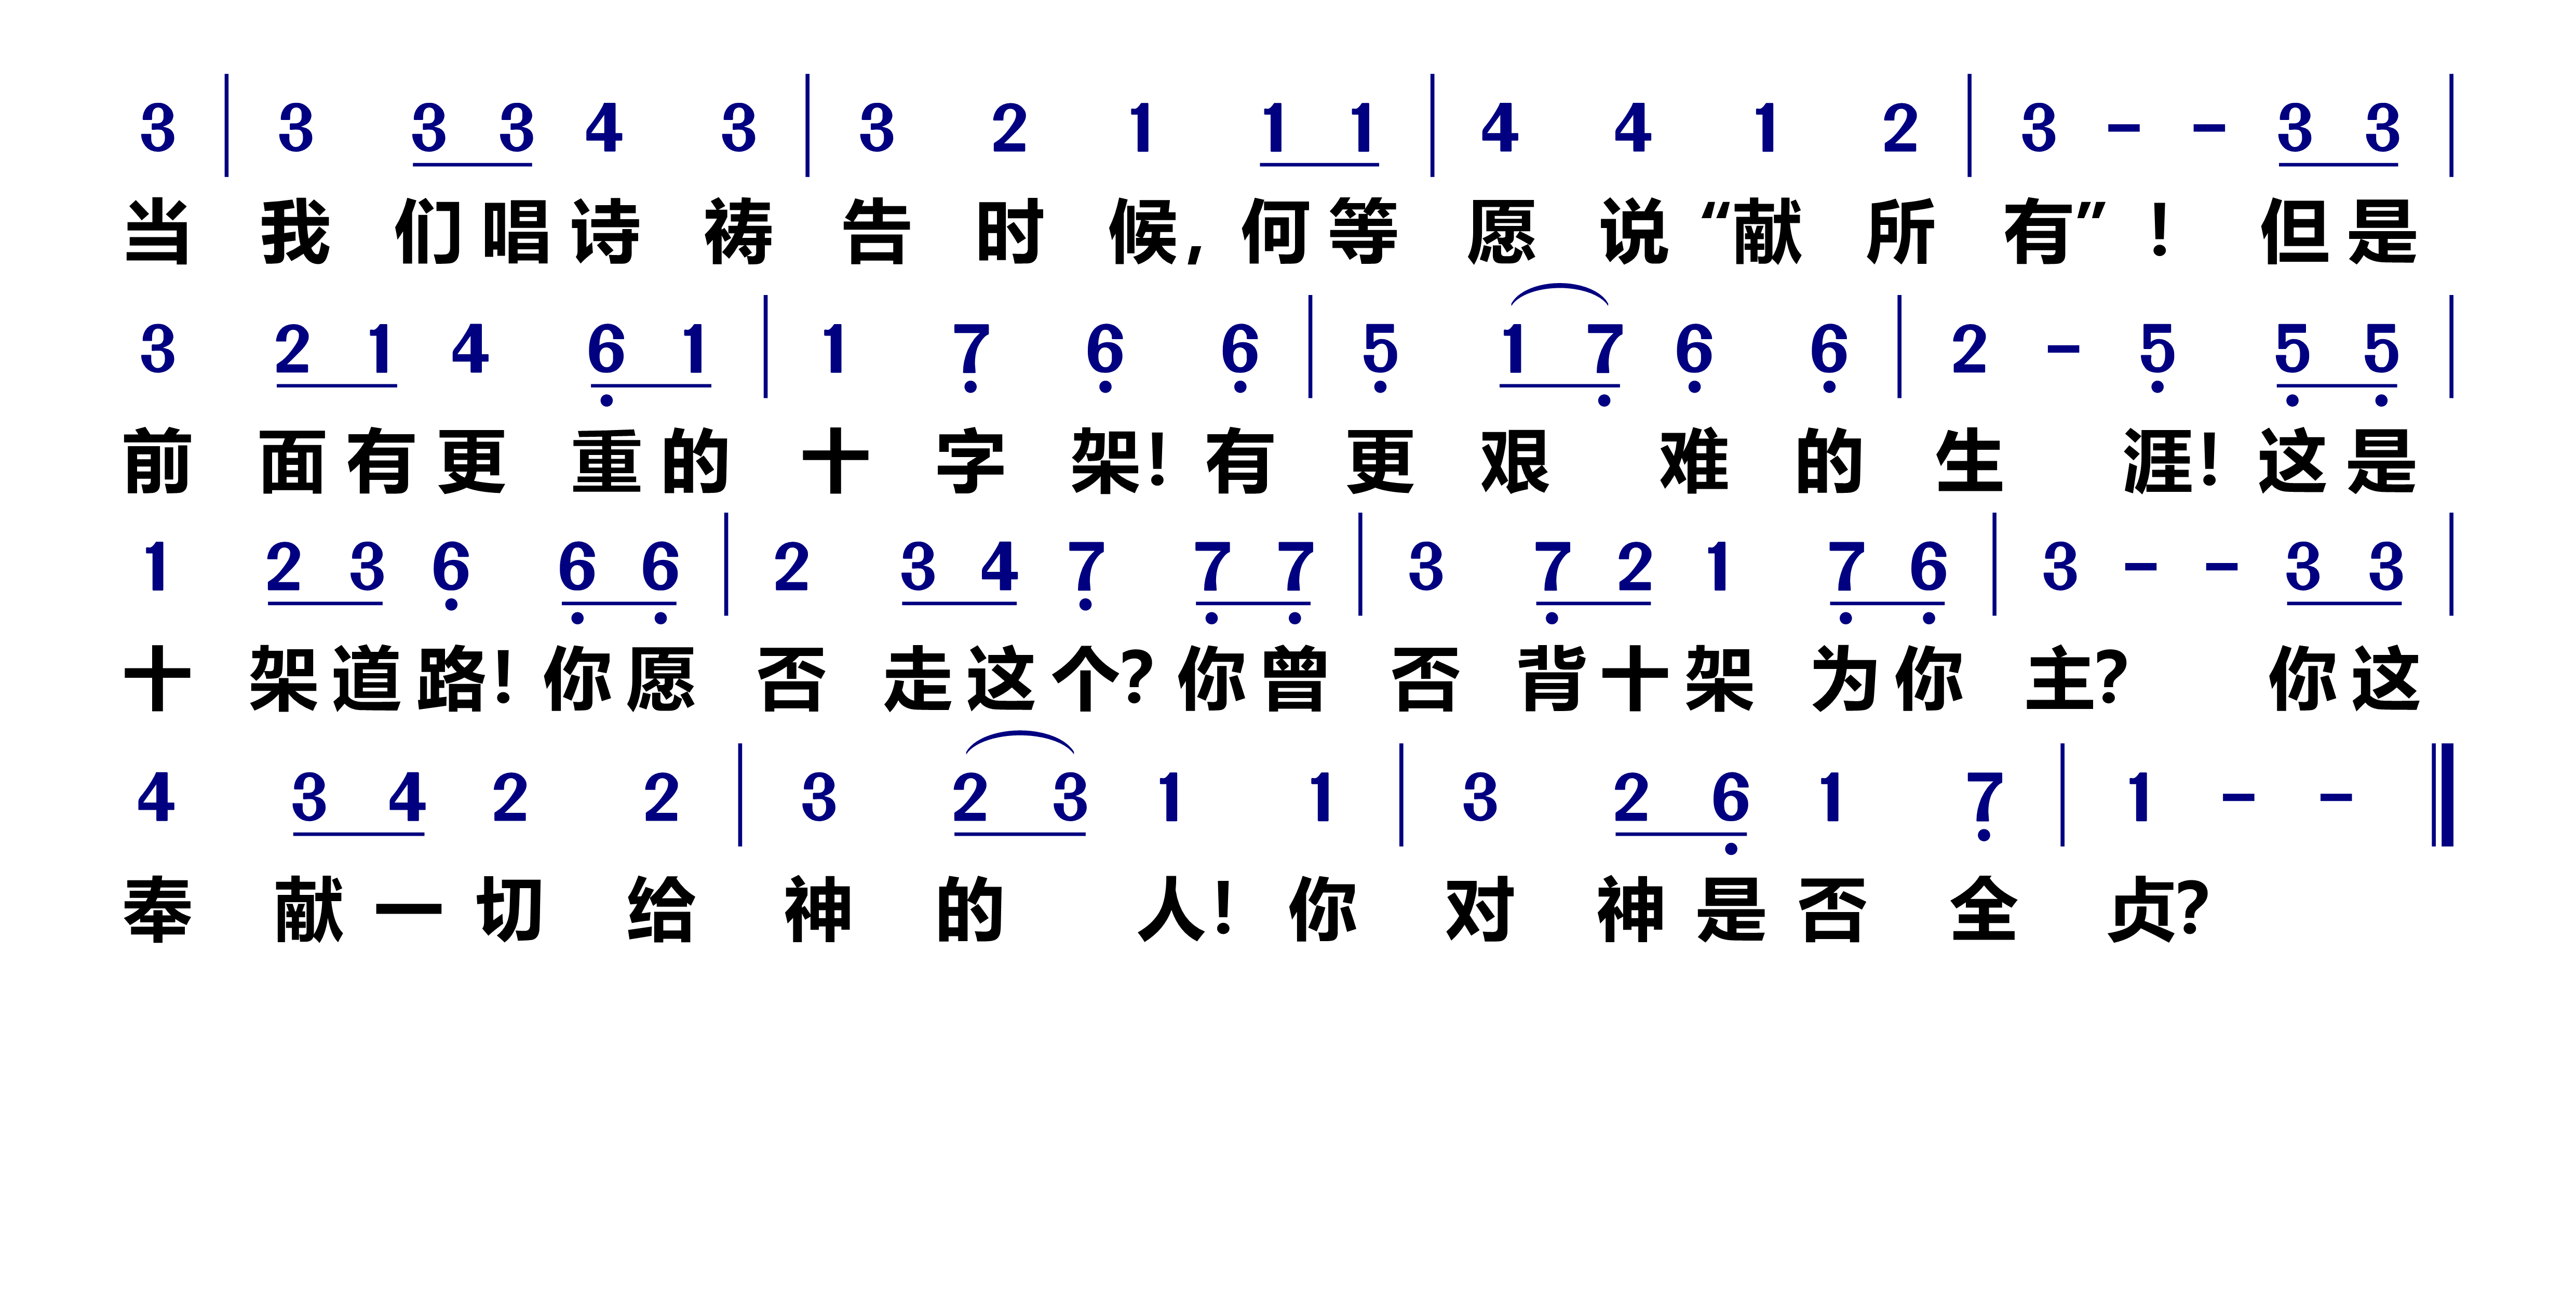 3 | 3 3 3 4 3 | 3 2 1 1 1 | 4 4 1 2 | 3 - - 3 3 |
当我们唱诗祷告时候,何等愿说“献所有”!但是
3 2 1 4 6 1 | 1 7 6 6 | 5 1 7 6 6 | 2 - 5 5 5 |
前面有更重的十字架!有更艰难的生涯!这是
1 2 3 6 6 6 | 2 3 4 7 7 7 | 3 7 2 1 7 6 | 3 - - 3 3 |
十架道路!你愿否走这个?你曾否背十架为你主?你这
4 3 4 2 2 | 3 2 3 1 1 | 3 2 6 1 7 | 1 - - ‖
奉献一切给神的人!你对神是否全贞?